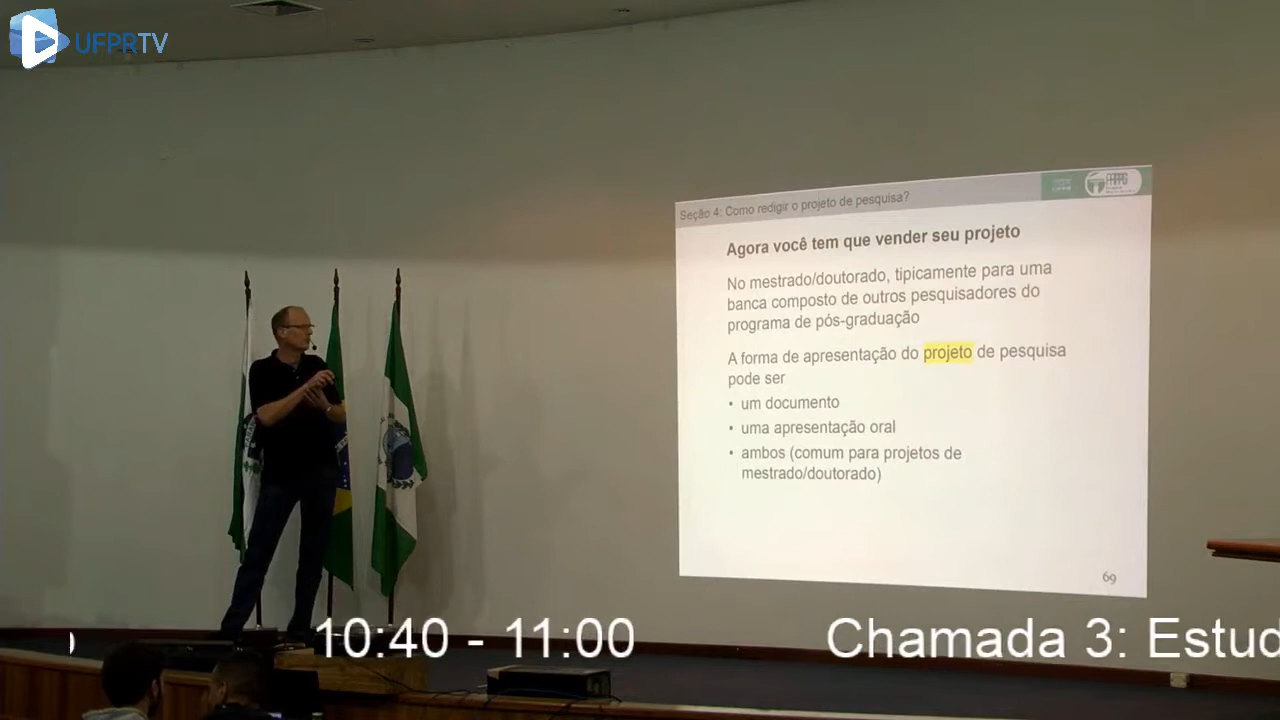 UFPRTV
Seção 4: Como redigir o projeto de pesquisa?
PRPPG
Agora você tem que vender seu projeto
No mestrado/doutorado, tipicamente para uma
banca composto de outros pesquisadores do
programa de pós-graduação
A forma de apresentação do projeto de pesquisa
pode ser
• um documento
• uma apresentação oral
• ambos (comum para projetos de
mestrado/doutorado)
69
10:40 - 11:00 Chamada 3: Estud